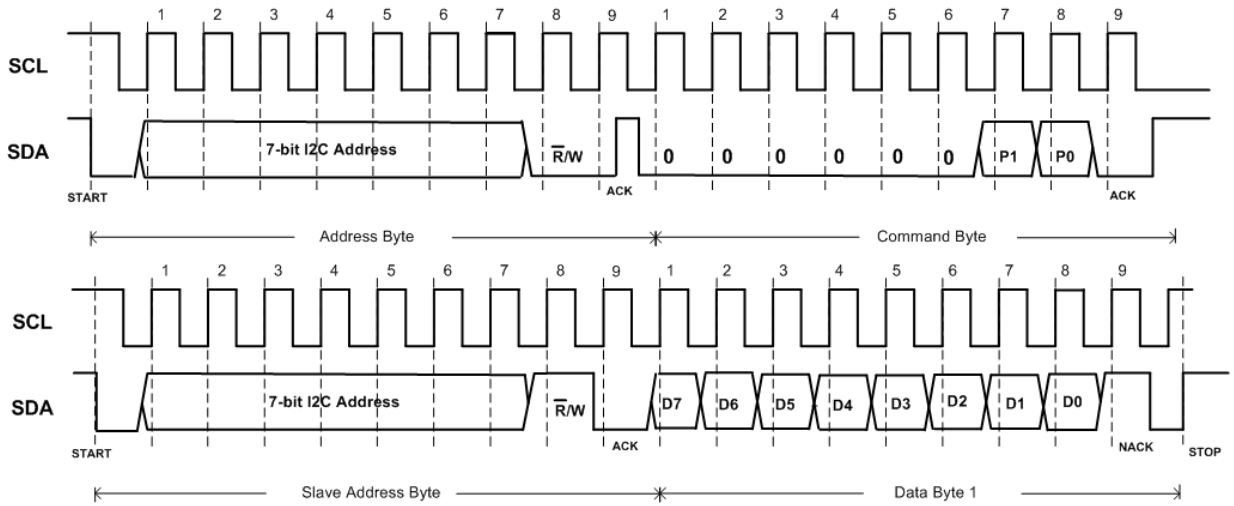 1 2 3 4 5 6 7 8 9 1 2 3 4 5 6 7 8 9
SCL
SDA
7-bit I2C Address R̅/W 0 0 0 0 0 0 P1 P0
START ACK ACK
Address Byte Command Byte
1 2 3 4 5 6 7 8 9 1 2 3 4 5 6 7 8 9
SCL
SDA
7-bit I2C Address R̅/W D7 D6 D5 D4 D3 D2 D1 D0
START ACK NACK STOP
Slave Address Byte Data Byte 1